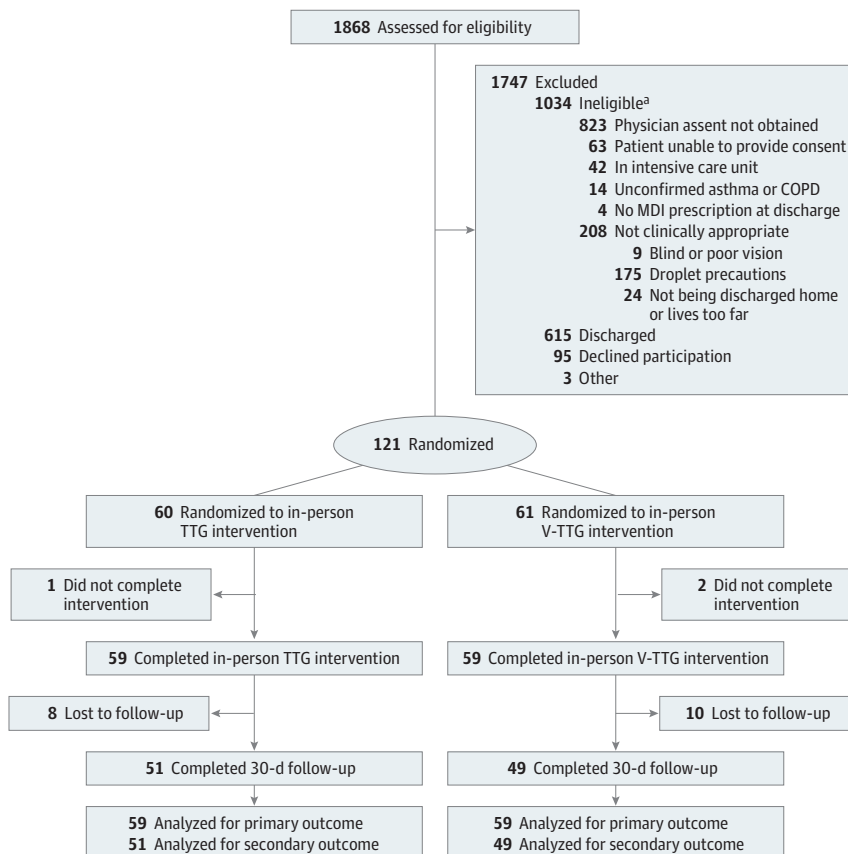 1868 Assessed for eligibility
1747 Excluded
1034 Ineligibleᵃ
823 Physician assent not obtained
63 Patient unable to provide consent
42 In intensive care unit
14 Unconfirmed asthma or COPD
4 No MDI prescription at discharge
208 Not clinically appropriate
9 Blind or poor vision
175 Droplet precautions
24 Not being discharged home
or lives too far
615 Discharged
95 Declined participation
3 Other
121 Randomized
60 Randomized to in-person
TTG intervention
61 Randomized to in-person
V-TTG intervention
1 Did not complete
intervention
2 Did not complete
intervention
59 Completed in-person TTG intervention
59 Completed in-person V-TTG intervention
8 Lost to follow-up
10 Lost to follow-up
51 Completed 30-d follow-up
49 Completed 30-d follow-up
59 Analyzed for primary outcome
51 Analyzed for secondary outcome
59 Analyzed for primary outcome
49 Analyzed for secondary outcome